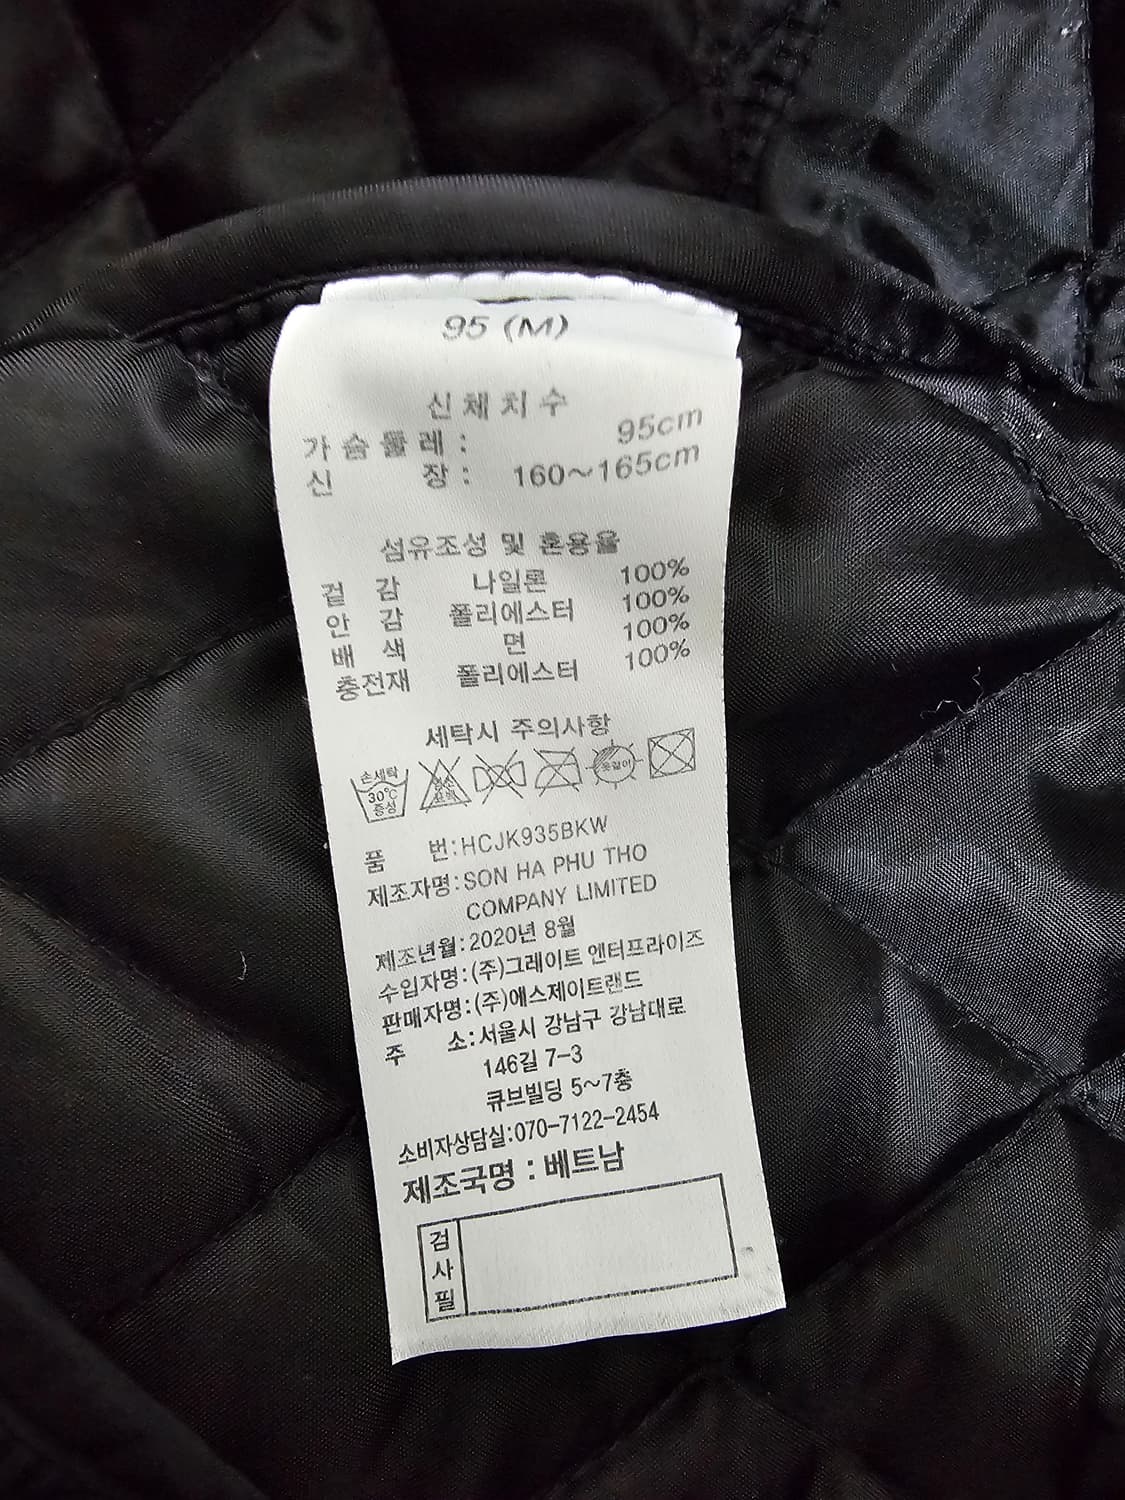 95 (M)
신체치수
가슴둘레 : 95cm
신 장 : 160~165cm
섬유조성 및 혼용율
겉 감 나일론 100%
안 감 폴리에스터 100%
배 색 면 100%
충전재 폴리에스터 100%
세탁시 주의사항
손세탁
30℃
중성
염소
표백
옷걸이
품 번:HCJK935BKW
제조자명:SON HA PHU THO
COMPANY LIMITED
제조년월:2020년 8월
수입자명:(주)그레이트 엔터프라이즈
판매자명:(주)에스제이트랜드
주 소:서울시 강남구 강남대로
146길 7-3
큐브빌딩 5~7층
소비자상담실:070-7122-2454
제조국명 : 베트남
검
사
필